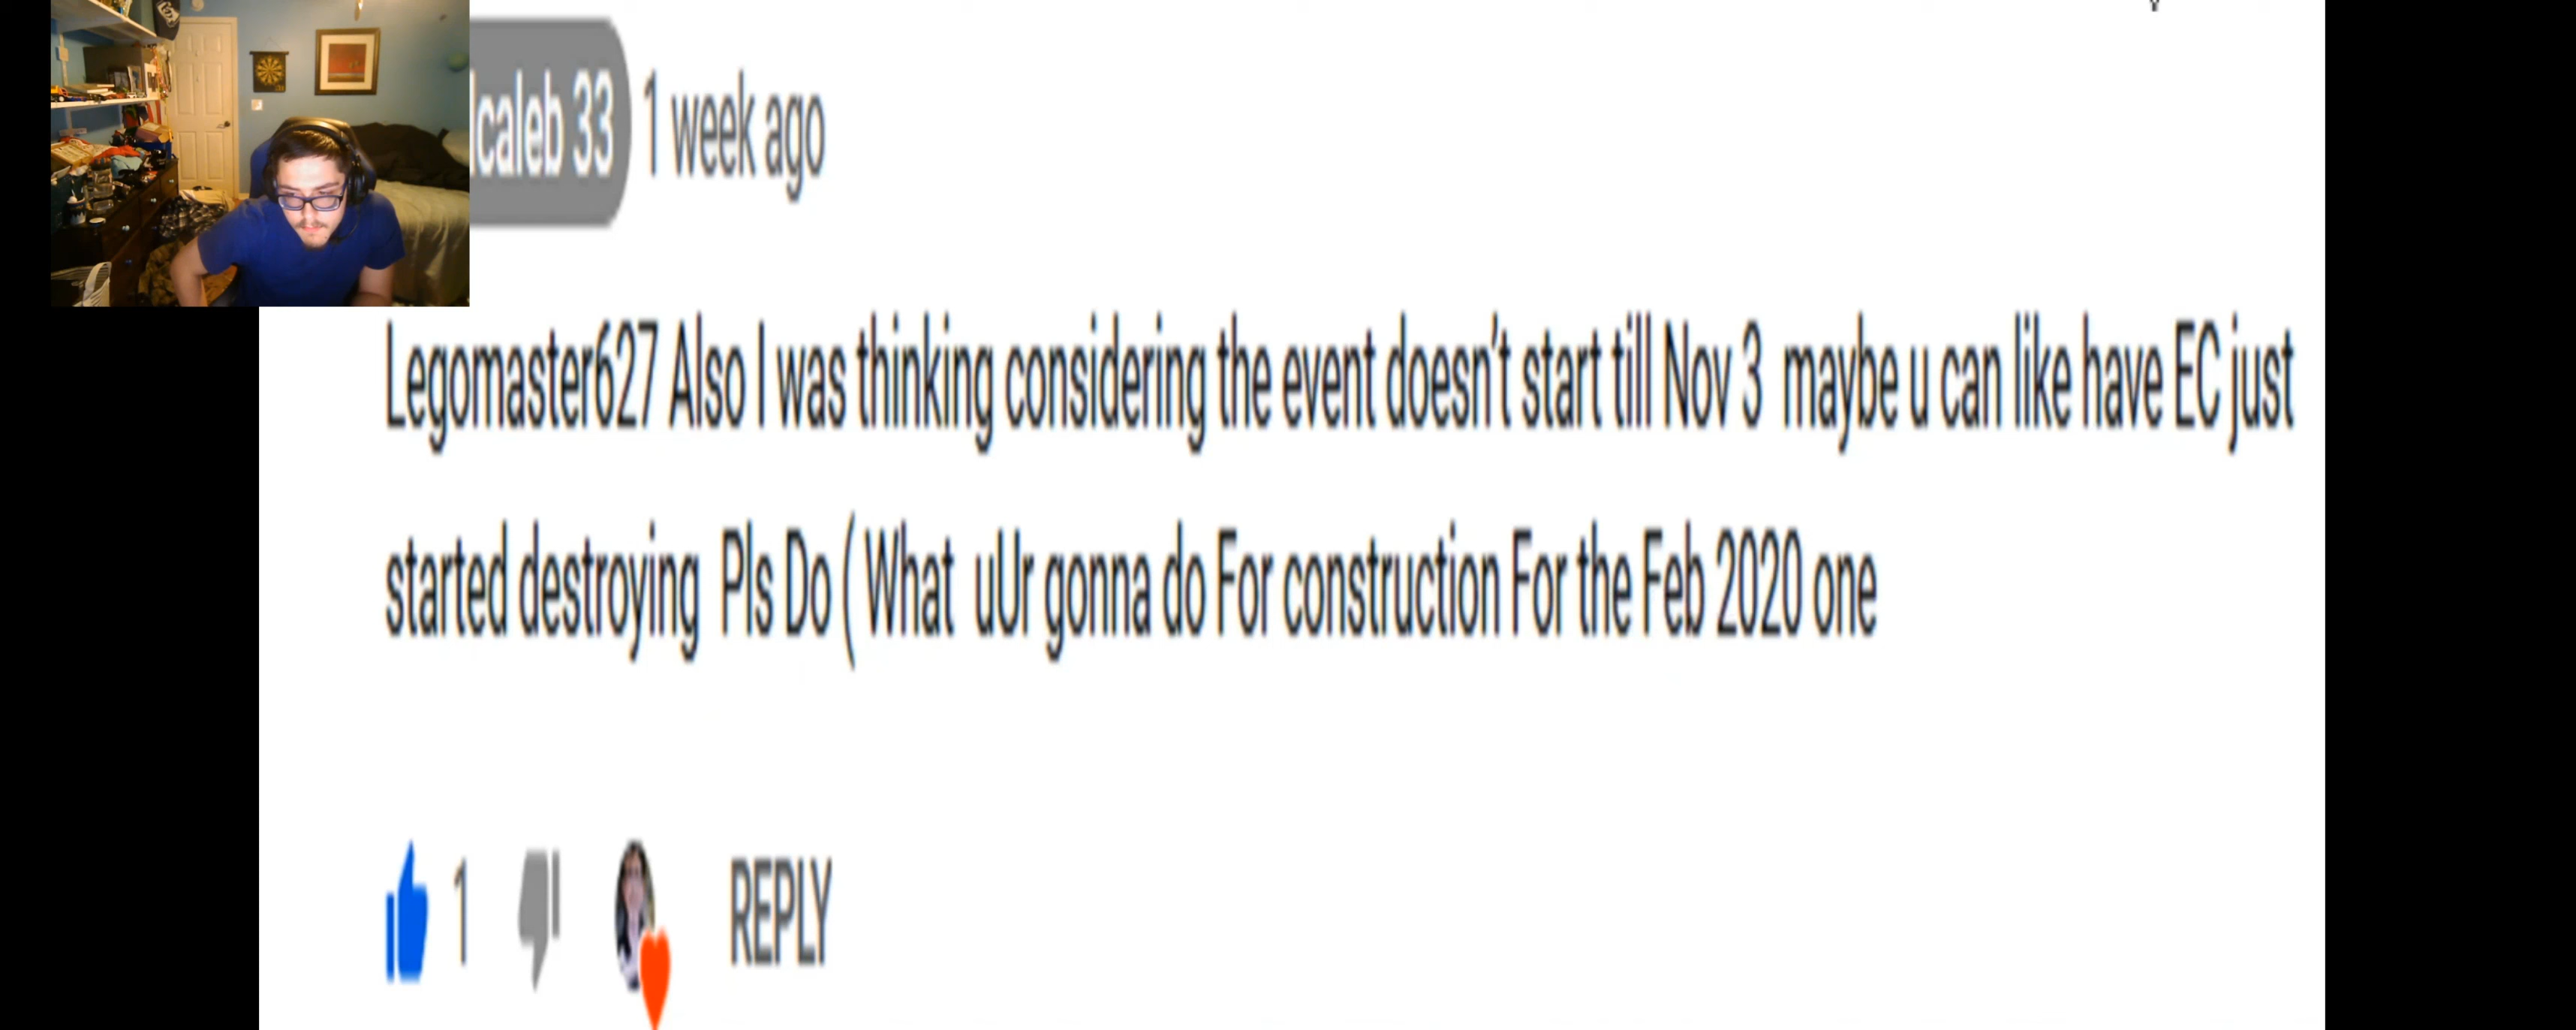 caleb 33 1 week ago
Legomaster627 Also I was thinking considering the event doesn't start till Nov 3 maybe u can like have EC just
started destroying Pls Do ( What uUr gonna do For construction For the Feb 2020 one
1 REPLY